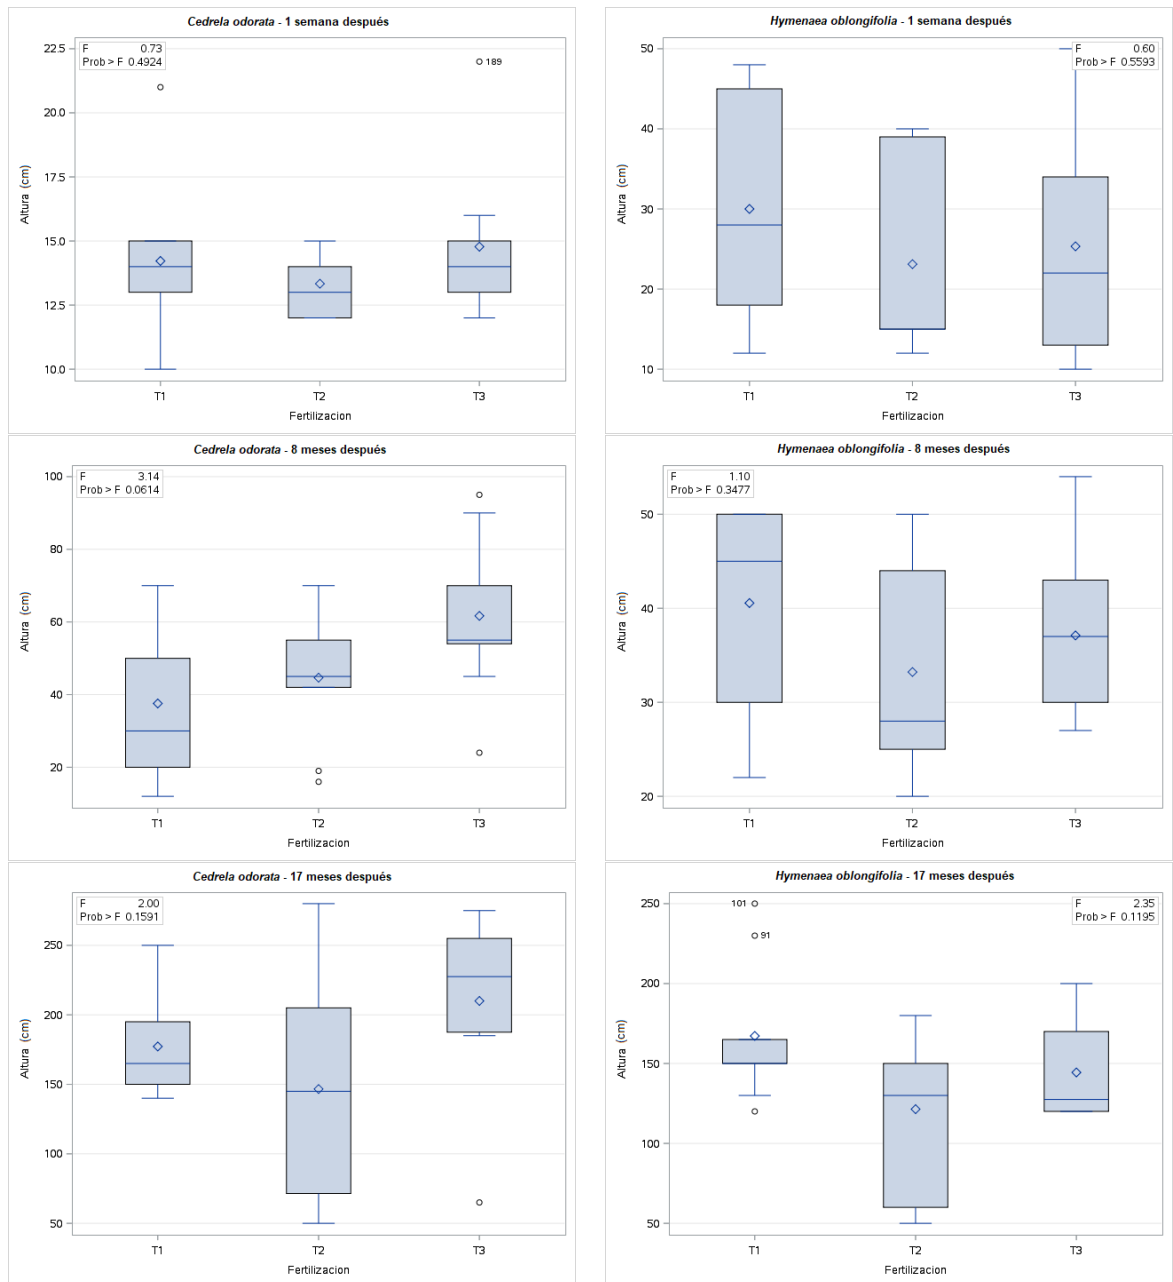 Cedrela odorata - 1 semana después
F 0.73
Prob > F 0.4924
22.5
20.0
17.5
15.0
12.5
10.0
Altura (cm)
189
T1 T2 T3
Fertilizacion
Hymenaea oblongifolia - 1 semana después
F 0.60
Prob > F 0.5593
50
40
30
20
10
Altura (cm)
T1 T2 T3
Fertilizacion
Cedrela odorata - 8 meses después
F 3.14
Prob > F 0.0614
100
80
60
40
20
Altura (cm)
T1 T2 T3
Fertilizacion
Hymenaea oblongifolia - 8 meses después
F 1.10
Prob > F 0.3477
50
40
30
20
Altura (cm)
T1 T2 T3
Fertilizacion
Cedrela odorata - 17 meses después
F 2.00
Prob > F 0.1591
250
200
150
100
50
Altura (cm)
T1 T2 T3
Fertilizacion
Hymenaea oblongifolia - 17 meses después
F 2.35
Prob > F 0.1195
250
200
150
100
50
Altura (cm)
101
91
T1 T2 T3
Fertilizacion